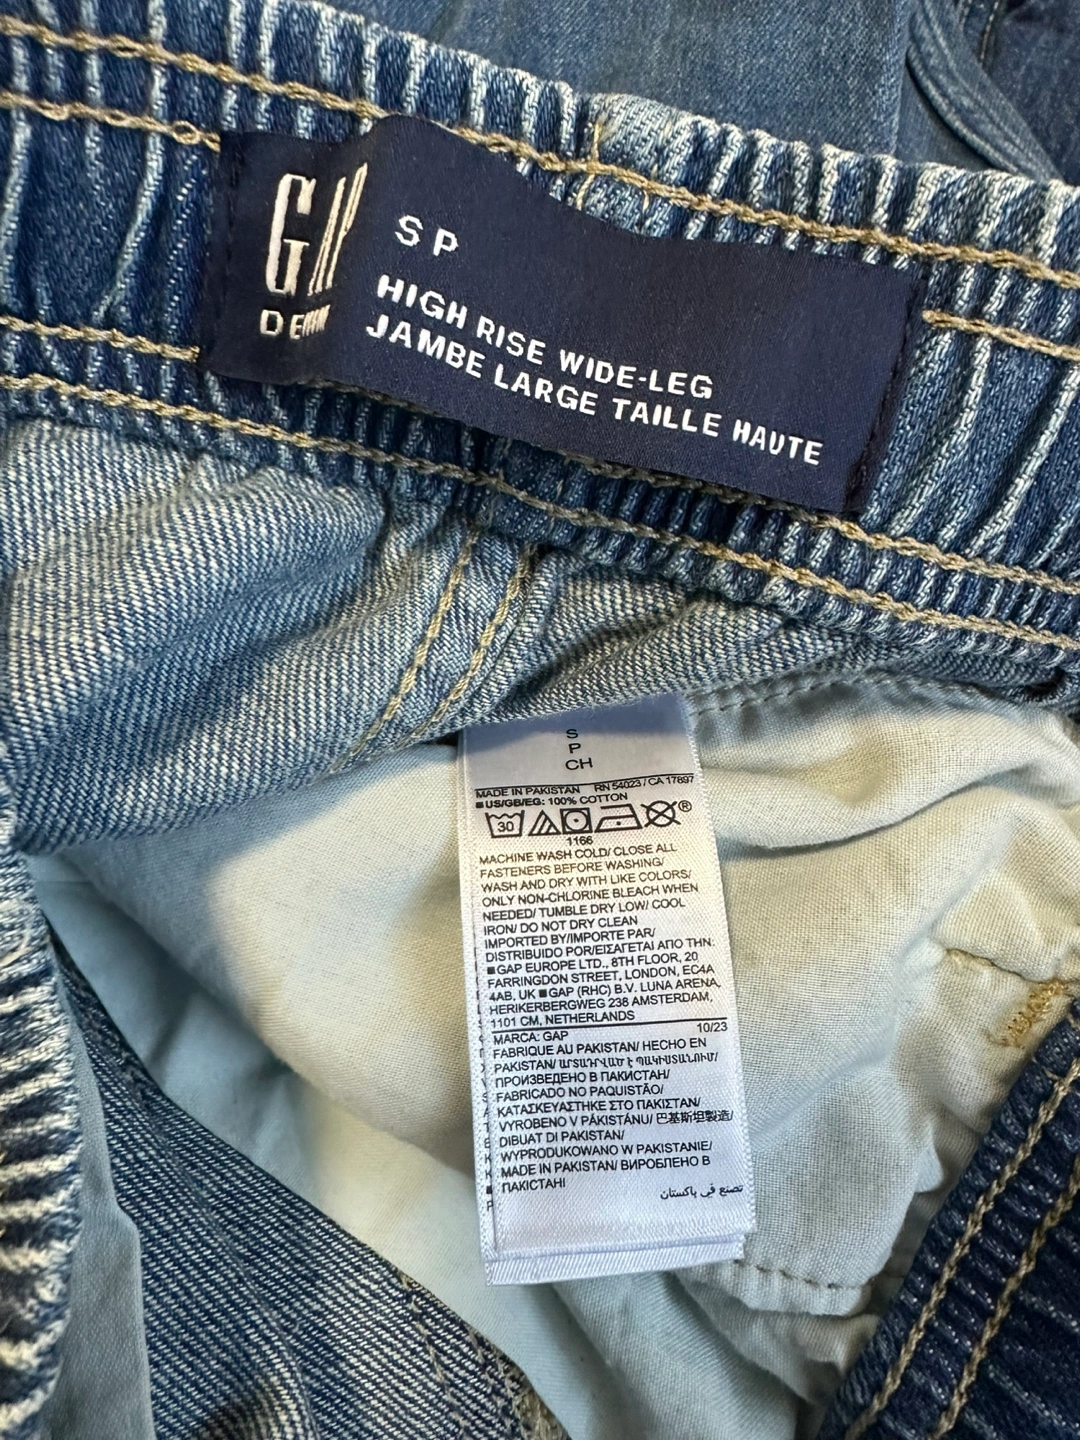 GAP
DENIM
S P
HIGH RISE WIDE-LEG
JAMBE LARGE TAILLE HAUTE
S
P
CH
MADE IN PAKISTAN RN 54023 / CA 17897
■US/GB/EG: 100% COTTON
30
®
1166
MACHINE WASH COLD/ CLOSE ALL
FASTENERS BEFORE WASHING/
WASH AND DRY WITH LIKE COLORS/
ONLY NON-CHLORINE BLEACH WHEN
NEEDED/ TUMBLE DRY LOW/ COOL
IRON/ DO NOT DRY CLEAN
IMPORTED BY/IMPORTE PAR/
DISTRIBUIDO POR/ΕΙΣΑΓΕΤΑΙ ΑΠΟ ΤΗΝ:
■GAP EUROPE LTD., 8TH FLOOR, 20
FARRINGDON STREET, LONDON, EC4A
4AB, UK ■GAP (RHC) B.V. LUNA ARENA,
HERIKERBERGWEG 238 AMSTERDAM,
1101 CM, NETHERLANDS
MARCA: GAP 10/23
FABRIQUE AU PAKISTAN/ HECHO EN
PAKISTAN/ ԱՐՏԱԴՐՎԱԾ Է ՊԱԿԻՍՏԱՆՈՒՄ/
ПРОИЗВЕДЕНО В ПАКИСТАН/
FABRICADO NO PAQUISTÃO/
ΚΑΤΑΣΚΕΥΑΣΤΗΚΕ ΣΤΟ ΠΑΚΙΣΤΑΝ/
VYROBENO V PÁKISTÁNU/ 巴基斯坦製造/
DIBUAT DI PAKISTAN/
WYPRODUKOWANO W PAKISTANIE/
MADE IN PAKISTAN/ ВИРОБЛЕНО В
ПАКІСТАНІ
تصنع في باكستان